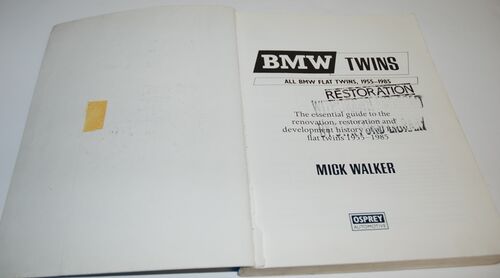 BMW TWINS
ALL BMW FLAT TWINS, 1955–1985
RESTORATION
The essential guide to the
renovation, restoration and
development history of all
flat twins 1955–1985
MICK WALKER
OSPREY
AUTOMOTIVE